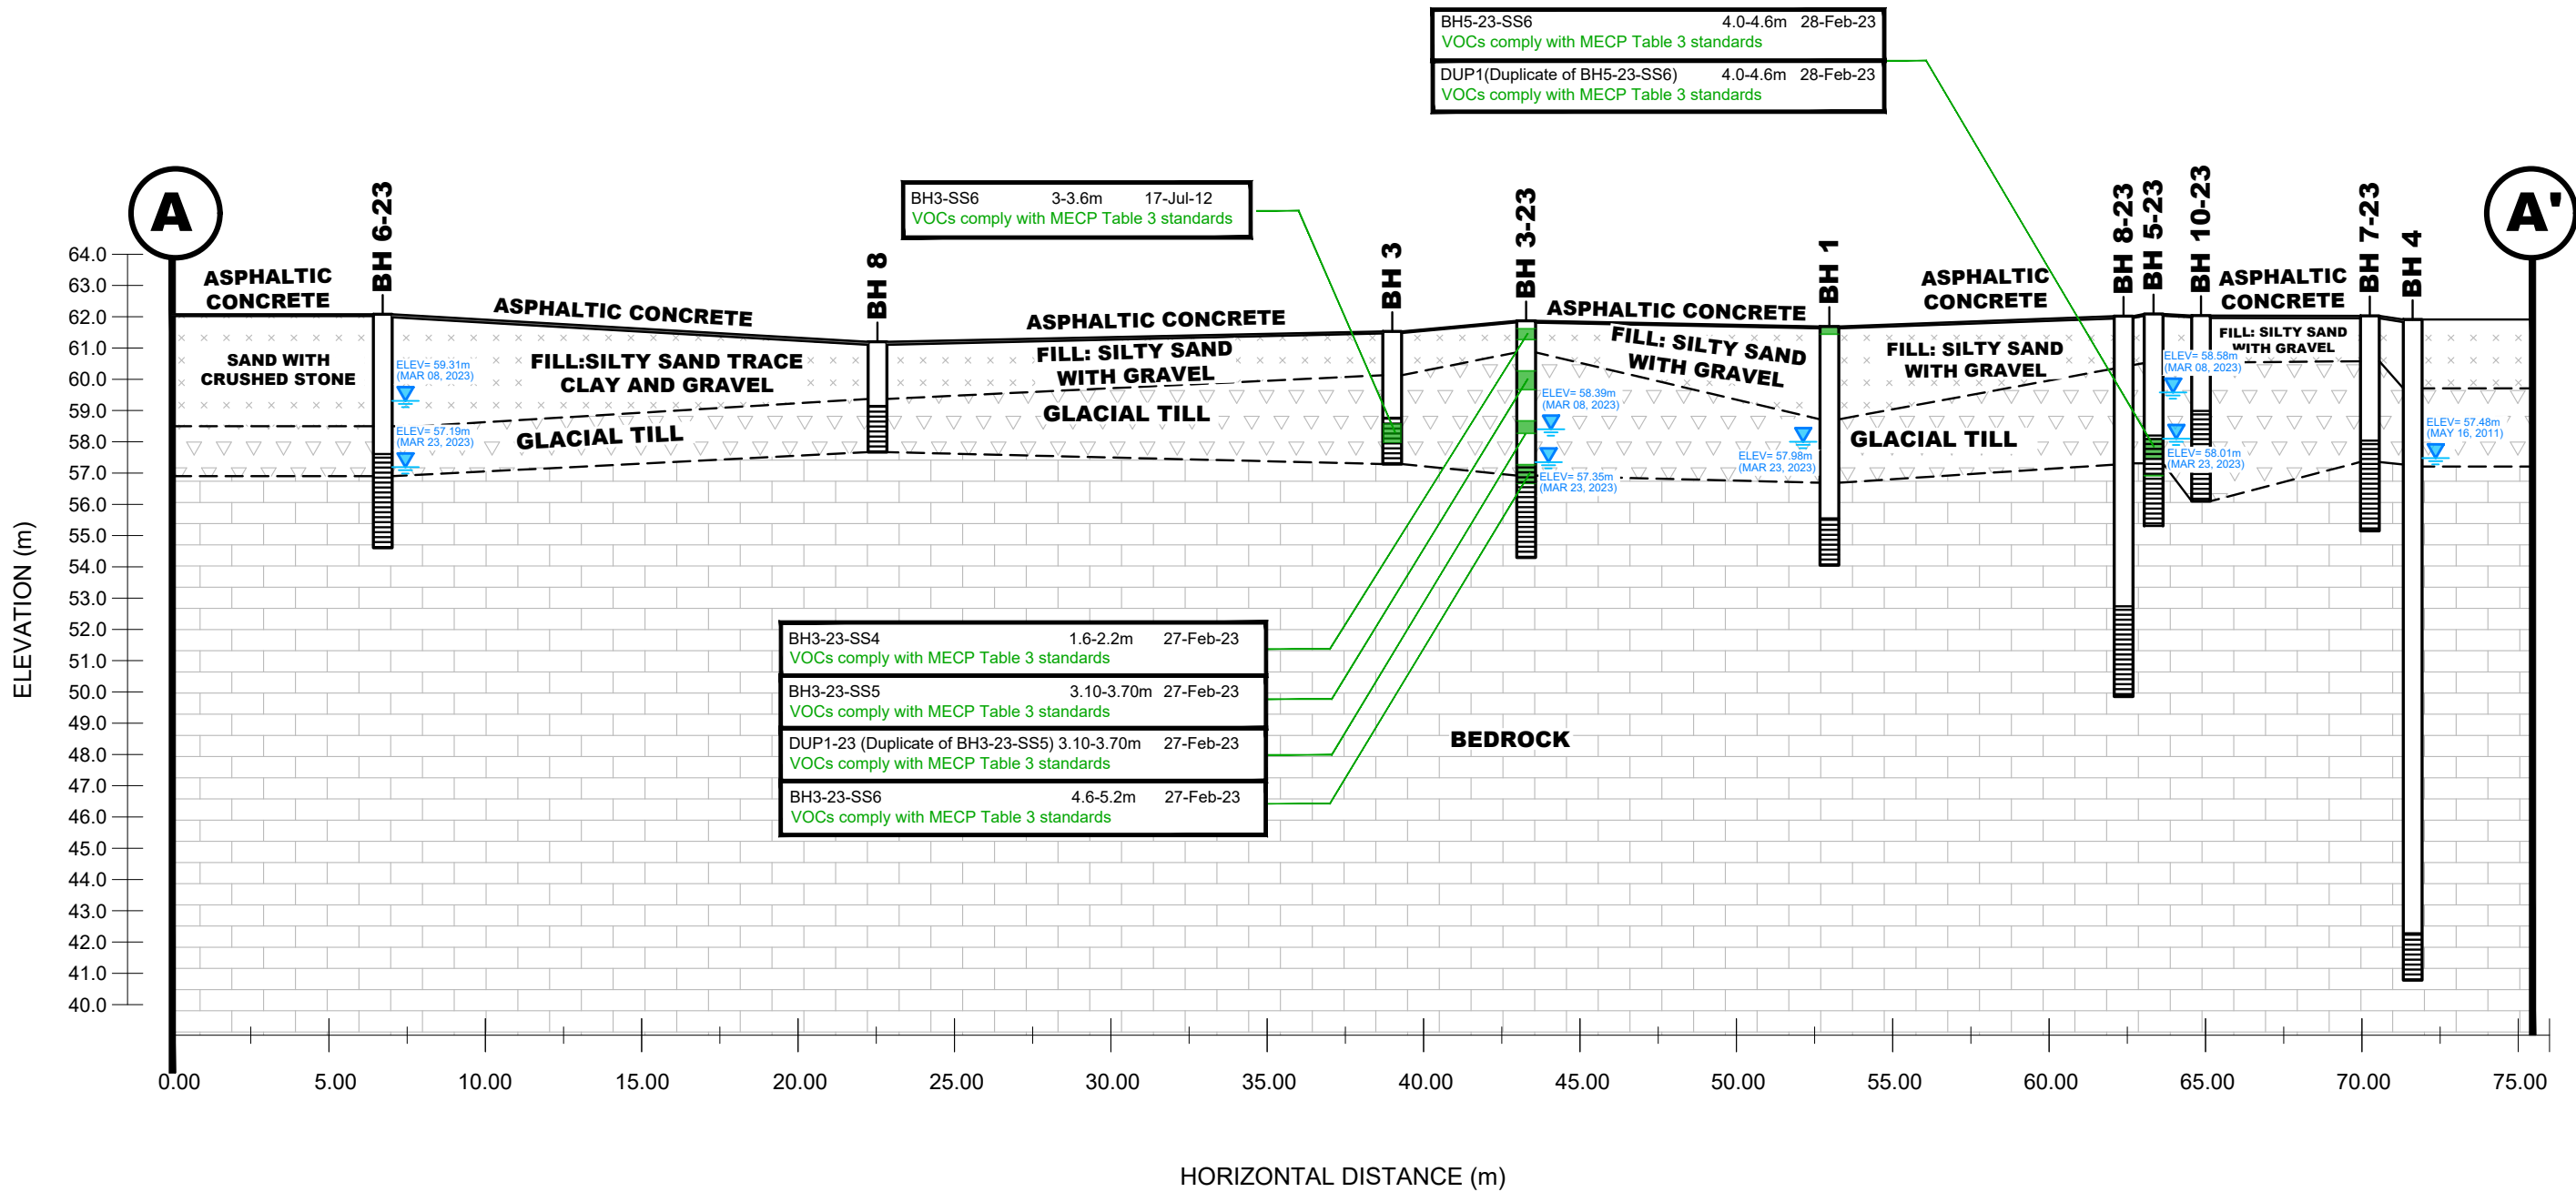 BH5-23-SS6 4.0-4.6m 28-Feb-23
VOCs comply with MECP Table 3 standards
DUP1(Duplicate of BH5-23-SS6) 4.0-4.6m 28-Feb-23
VOCs comply with MECP Table 3 standards
A
BH 6-23
BH 8
BH3-SS6 3-3.6m 17-Jul-12
VOCs comply with MECP Table 3 standards
BH 3
BH 3-23
BH 1
BH 8-23
BH 5-23
BH 10-23
BH 7-23
BH 4
A'
ELEVATION (m)
64.0
63.0
62.0
61.0
60.0
59.0
58.0
57.0
56.0
55.0
54.0
53.0
52.0
51.0
50.0
49.0
48.0
47.0
46.0
45.0
44.0
43.0
42.0
41.0
40.0
ASPHALTIC
CONCRETE
ASPHALTIC CONCRETE
ASPHALTIC CONCRETE
ASPHALTIC CONCRETE
ASPHALTIC
CONCRETE
ASPHALTIC
CONCRETE
SAND WITH
CRUSHED STONE
FILL:SILTY SAND TRACE
CLAY AND GRAVEL
FILL: SILTY SAND
WITH GRAVEL
FILL: SILTY SAND
WITH GRAVEL
FILL: SILTY SAND
WITH GRAVEL
FILL: SILTY SAND
WITH GRAVEL
ELEV= 59.31m
(MAR 08, 2023)
ELEV= 57.19m
(MAR 23, 2023)
GLACIAL TILL
GLACIAL TILL
ELEV= 58.39m
(MAR 08, 2023)
ELEV= 57.35m
(MAR 23, 2023)
ELEV= 57.98m
(MAR 23, 2023)
GLACIAL TILL
ELEV= 58.58m
(MAR 08, 2023)
ELEV= 58.01m
(MAR 23, 2023)
ELEV= 57.48m
(MAY 16, 2011)
BH3-23-SS4 1.6-2.2m 27-Feb-23
VOCs comply with MECP Table 3 standards
BH3-23-SS5 3.10-3.70m 27-Feb-23
VOCs comply with MECP Table 3 standards
DUP1-23 (Duplicate of BH3-23-SS5) 3.10-3.70m 27-Feb-23
VOCs comply with MECP Table 3 standards
BH3-23-SS6 4.6-5.2m 27-Feb-23
VOCs comply with MECP Table 3 standards
BEDROCK
0.00 5.00 10.00 15.00 20.00 25.00 30.00 35.00 40.00 45.00 50.00 55.00 60.00 65.00 70.00 75.00
HORIZONTAL DISTANCE (m)